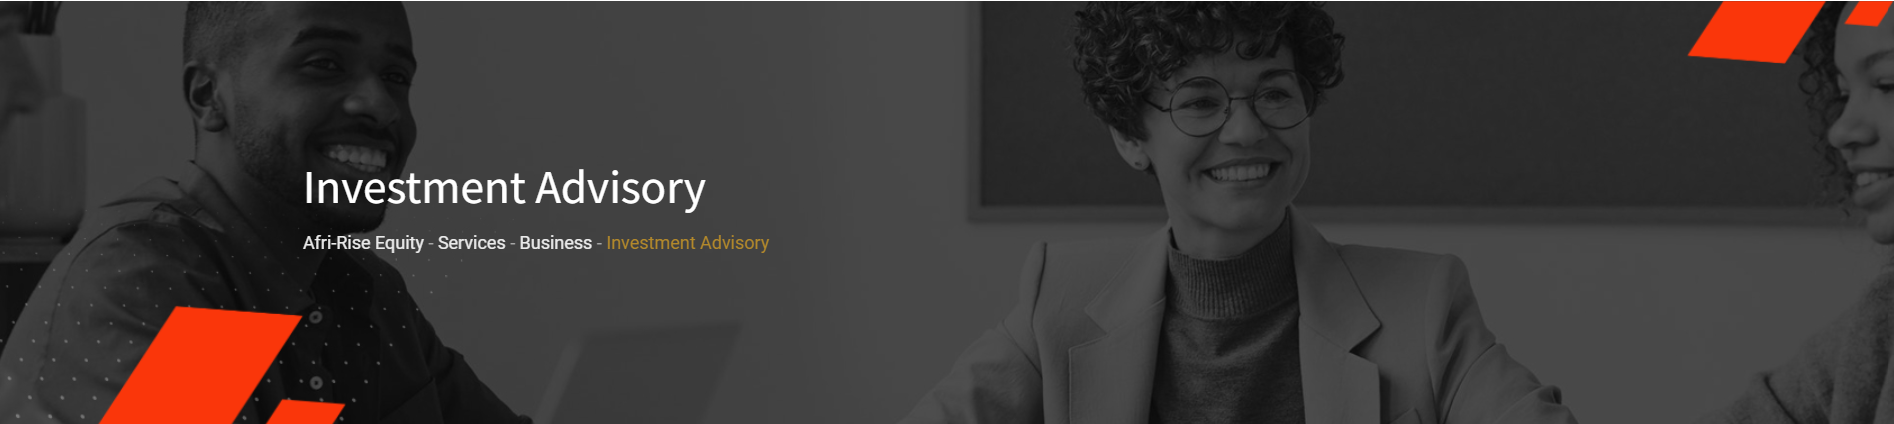 Investment Advisory
Afri-Rise Equity - Services - Business - Investment Advisory